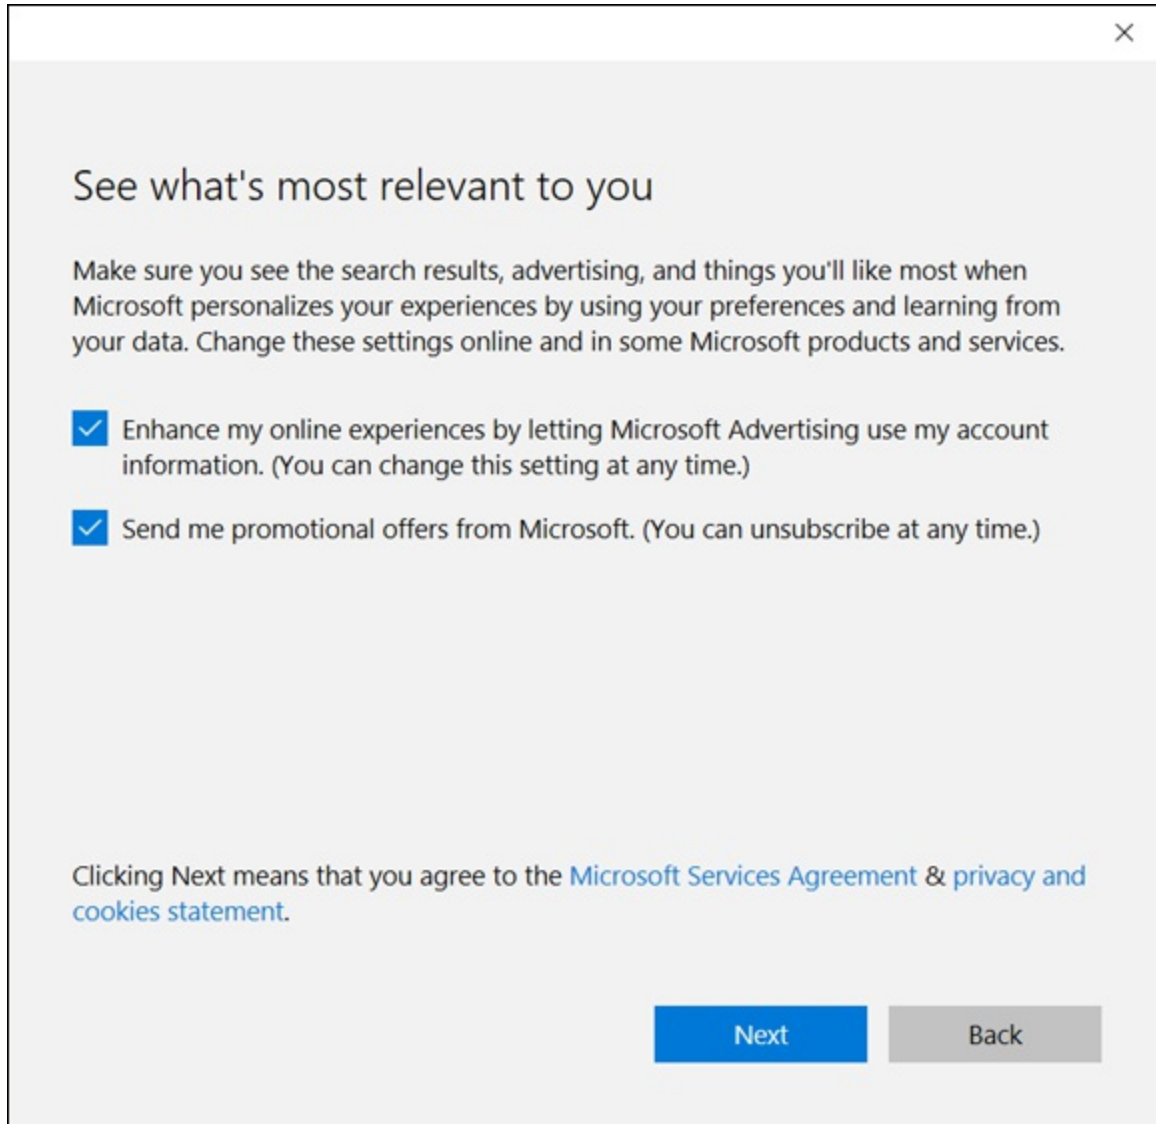 See what's most relevant to you
Make sure you see the search results, advertising, and things you'll like most when
Microsoft personalizes your experiences by using your preferences and learning from
your data. Change these settings online and in some Microsoft products and services.
Enhance my online experiences by letting Microsoft Advertising use my account
information. (You can change this setting at any time.)
Send me promotional offers from Microsoft. (You can unsubscribe at any time.)
Clicking Next means that you agree to the Microsoft Services Agreement & privacy and
cookies statement.
Next Back